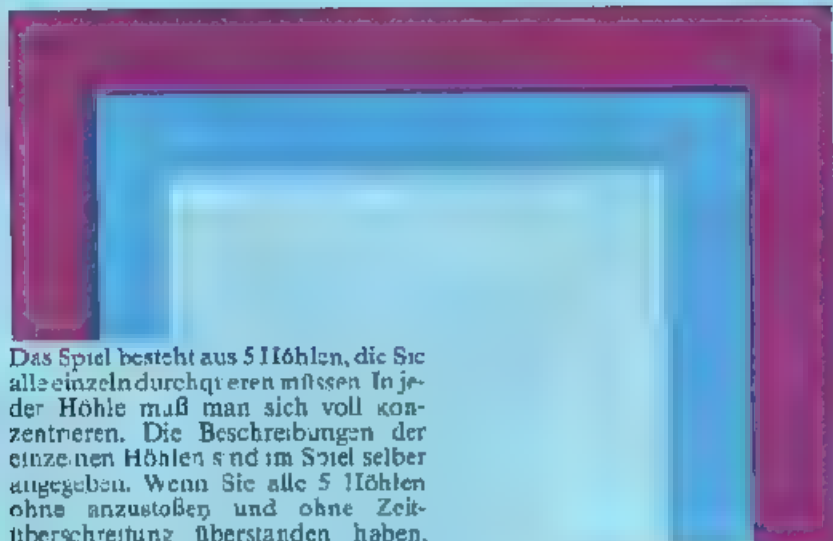 Das Spiel besteht aus 5 Höhlen, die Sie
alle einzeln durchqueren müssen. In je-
der Höhle muß man sich voll kon-
zentrieren. Die Beschreibungen der
einzelnen Höhlen sind im Spiel selber
angegeben. Wenn Sie alle 5 Höhlen
ohne anzustoßen und ohne Zeit-
überschreitung überstanden haben,